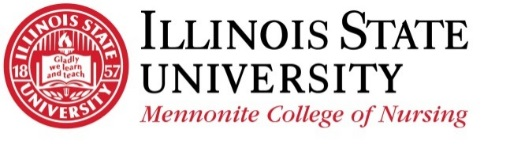 ILLINOIS STATE
UNIVERSITY
18 57
Gladly
we learn
and teach
ILLINOIS STATE
UNIVERSITY
Mennonite College of Nursing